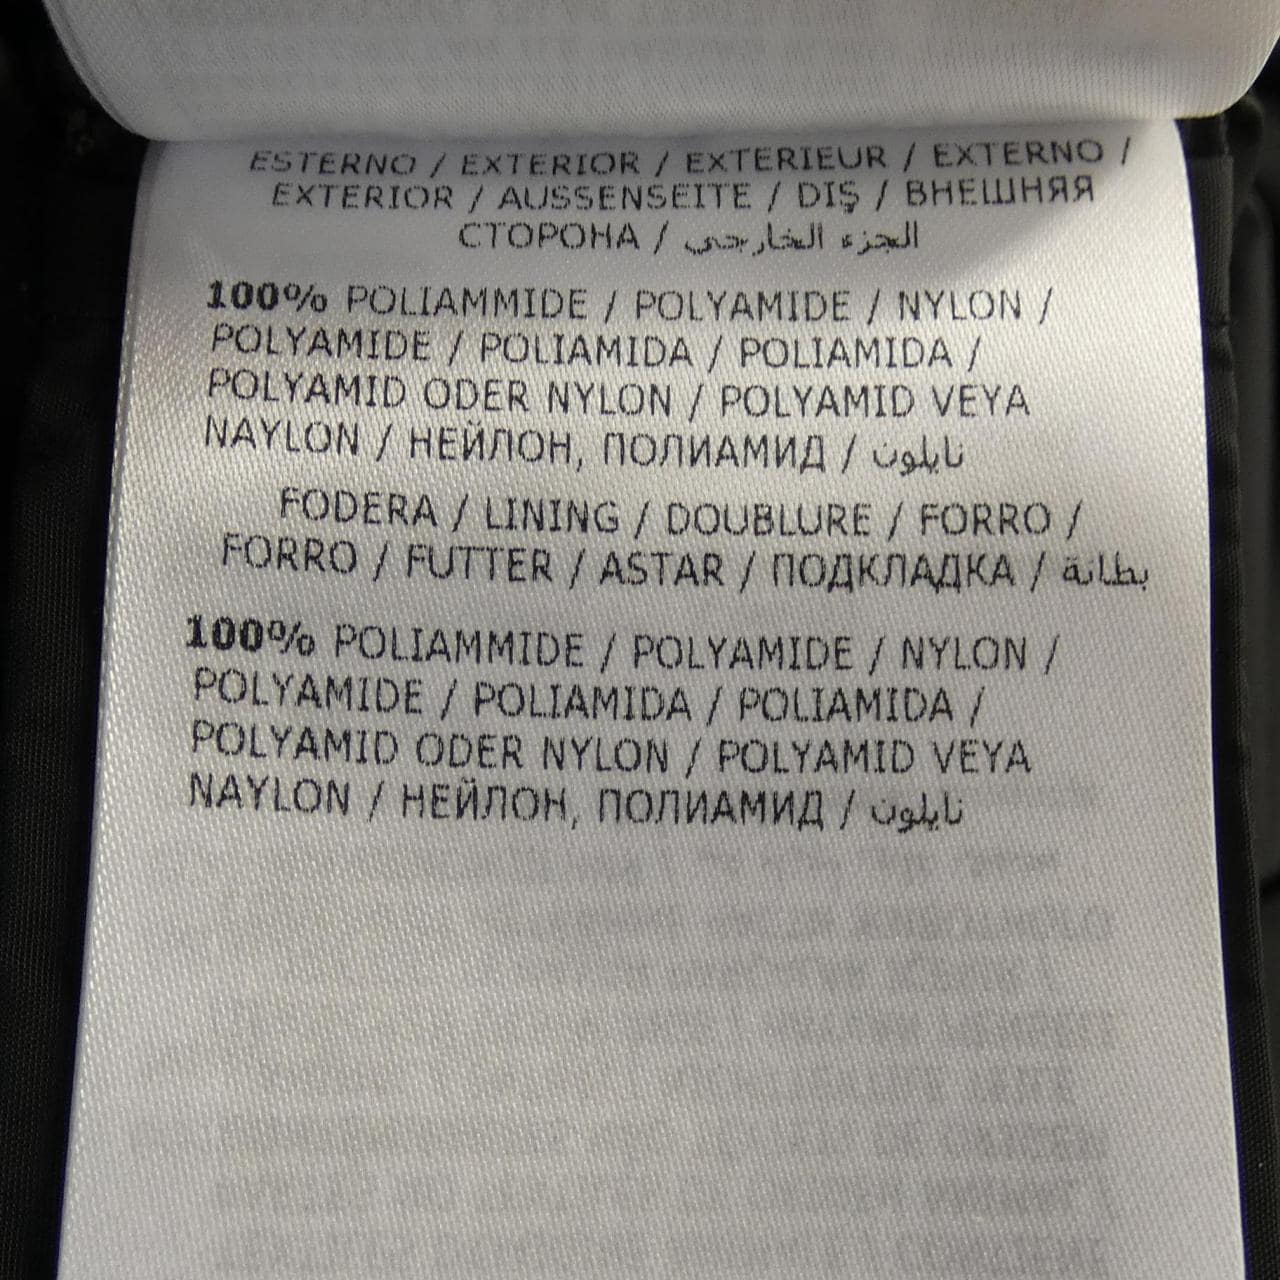 ESTERNO / EXTERIOR / EXTERIEUR / EXTERNO /
EXTERIOR / AUSSENSEITE / DIŞ / ВНЕШНЯЯ
СТОРОНА / الجزء الخارجي
100% POLIAMMIDE / POLYAMIDE / NYLON /
POLYAMIDE / POLIAMIDA / POLIAMIDA /
POLYAMID ODER NYLON / POLYAMID VEYA
NAYLON / НЕЙЛОН, ПОЛИАМИД / نايلون
FODERA / LINING / DOUBLURE / FORRO /
FORRO / FUTTER / ASTAR / ПОДКЛАДКА / بطانة
100% POLIAMMIDE / POLYAMIDE / NYLON /
POLYAMIDE / POLIAMIDA / POLIAMIDA /
POLYAMID ODER NYLON / POLYAMID VEYA
NAYLON / НЕЙЛОН, ПОЛИАМИД / نايلون